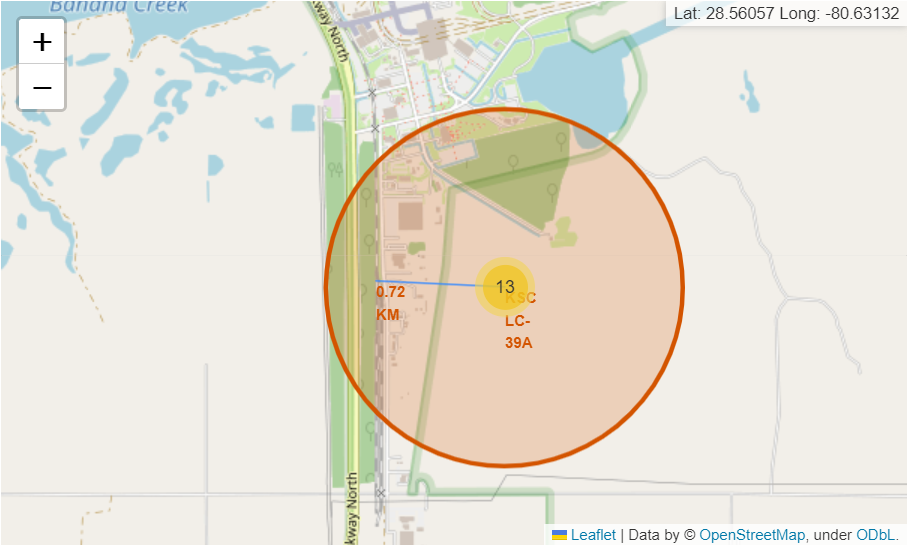 Banana Creek
Lat: 28.56057 Long: -80.63132
+
−
kway North
13
0.72
KM
KSC
LC-
39A
kway North
Leaflet | Data by © OpenStreetMap, under ODbL.